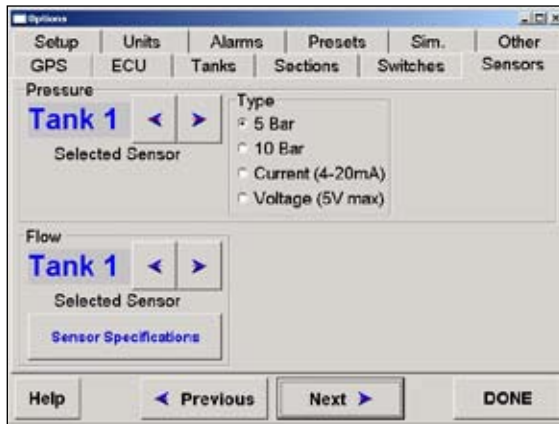 Options
Setup Units Alarms Presets Sim. Other
GPS ECU Tanks Sections Switches Sensors
Pressure
Tank 1
Selected Sensor
Type
5 Bar
10 Bar
Current (4-20mA)
Voltage (5V max)
Flow
Tank 1
Selected Sensor
Sensor Specifications
Help Previous Next DONE